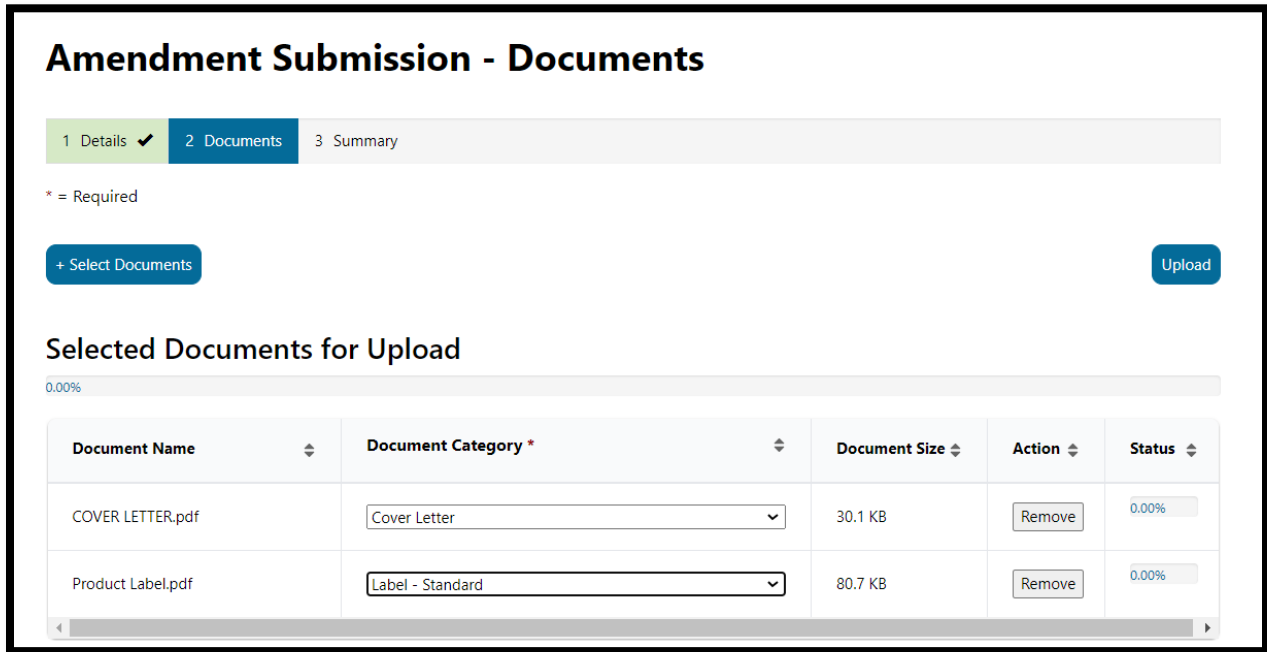 Amendment Submission - Documents
1 Details ✔ 2 Documents 3 Summary
* = Required
+ Select Documents Upload
Selected Documents for Upload
0.00%
Document Name Document Category * Document Size Action Status
COVER LETTER.pdf Cover Letter 30.1 KB Remove 0.00%
Product Label.pdf Label - Standard 80.7 KB Remove 0.00%